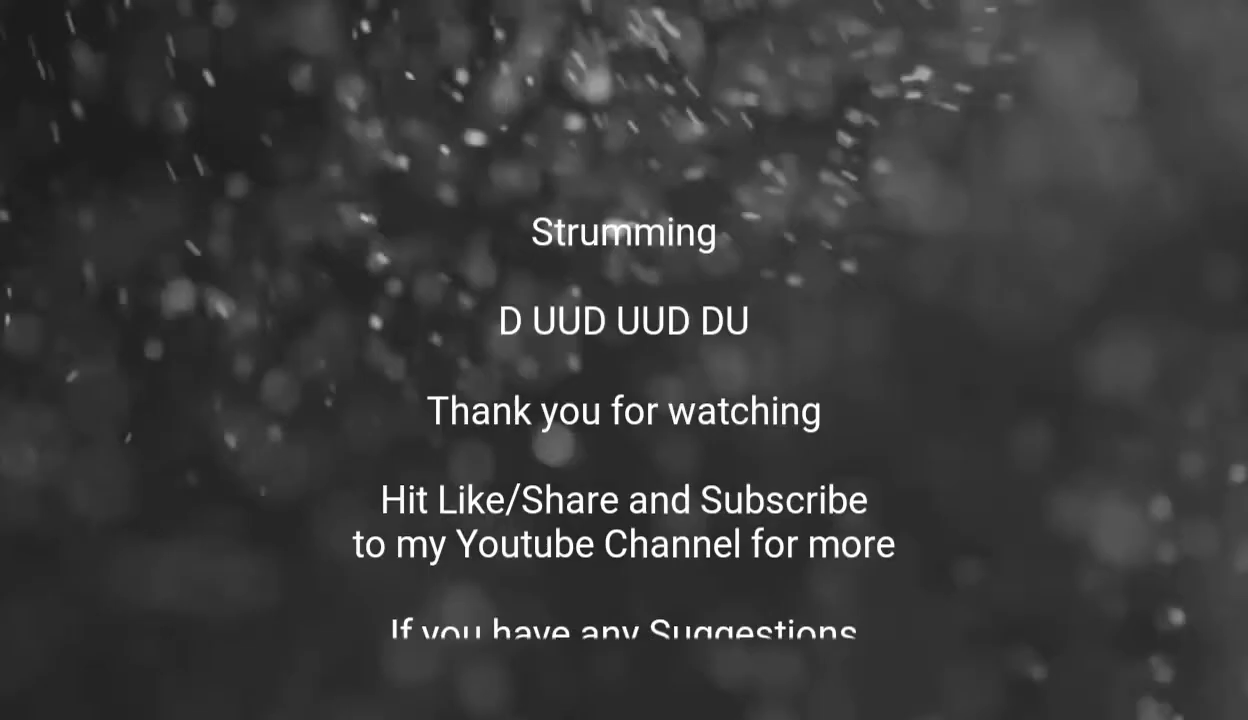 Strumming
D UUD UUD DU
Thank you for watching
Hit Like/Share and Subscribe
to my Youtube Channel for more
If you have any Suggestions